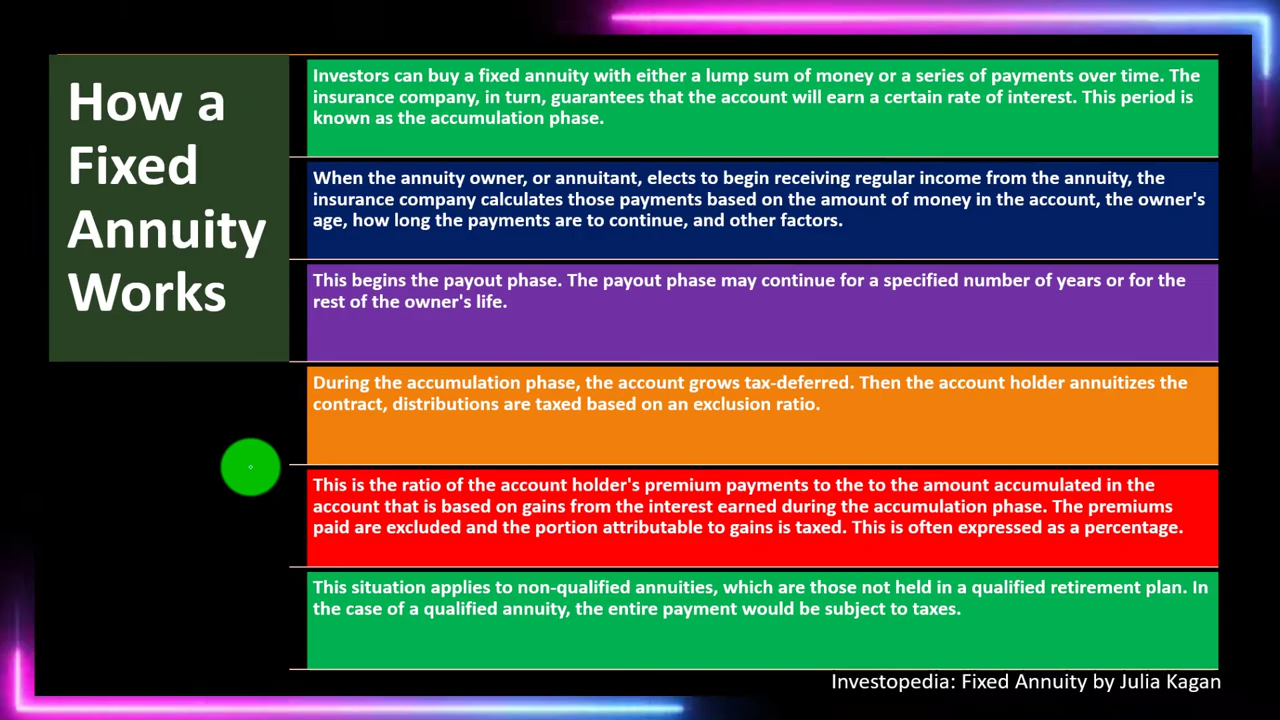 How a
Fixed
Annuity
Works
Investors can buy a fixed annuity with either a lump sum of money or a series of payments over time. The
insurance company, in turn, guarantees that the account will earn a certain rate of interest. This period is
known as the accumulation phase.
When the annuity owner, or annuitant, elects to begin receiving regular income from the annuity, the
insurance company calculates those payments based on the amount of money in the account, the owner's
age, how long the payments are to continue, and other factors.
This begins the payout phase. The payout phase may continue for a specified number of years or for the
rest of the owner's life.
During the accumulation phase, the account grows tax-deferred. Then the account holder annuitizes the
contract, distributions are taxed based on an exclusion ratio.
This is the ratio of the account holder's premium payments to the to the amount accumulated in the
account that is based on gains from the interest earned during the accumulation phase. The premiums
paid are excluded and the portion attributable to gains is taxed. This is often expressed as a percentage.
This situation applies to non-qualified annuities, which are those not held in a qualified retirement plan. In
the case of a qualified annuity, the entire payment would be subject to taxes.
Investopedia: Fixed Annuity by Julia Kagan